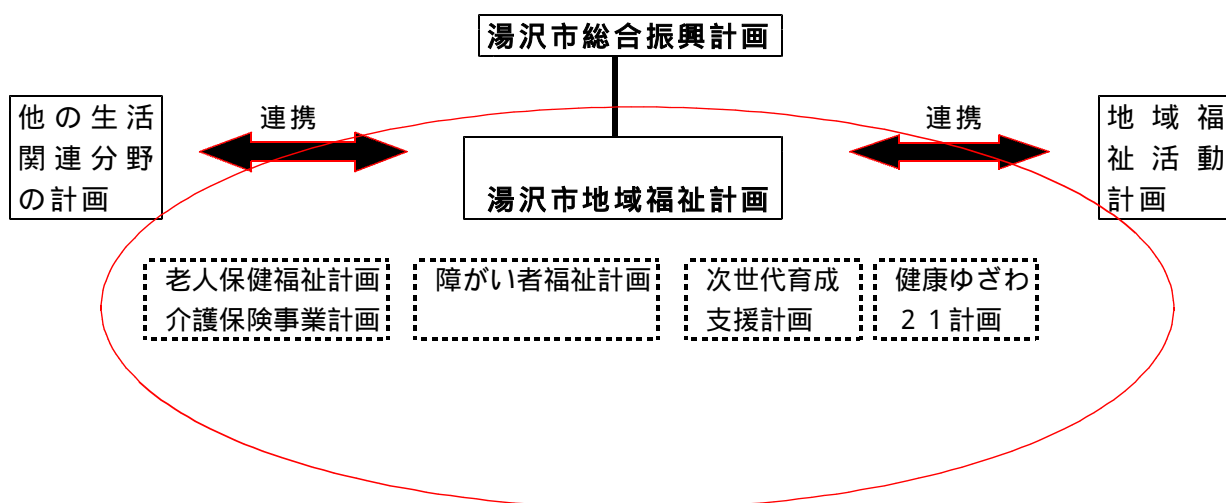 湯沢市総合振興計画
他の生活
関連分野
の計画
連携
連携
地域福
祉活動
計画
湯沢市地域福祉計画
老人保健福祉計画
介護保険事業計画
障がい者福祉計画
次世代育成
支援計画
健康ゆざわ
21計画